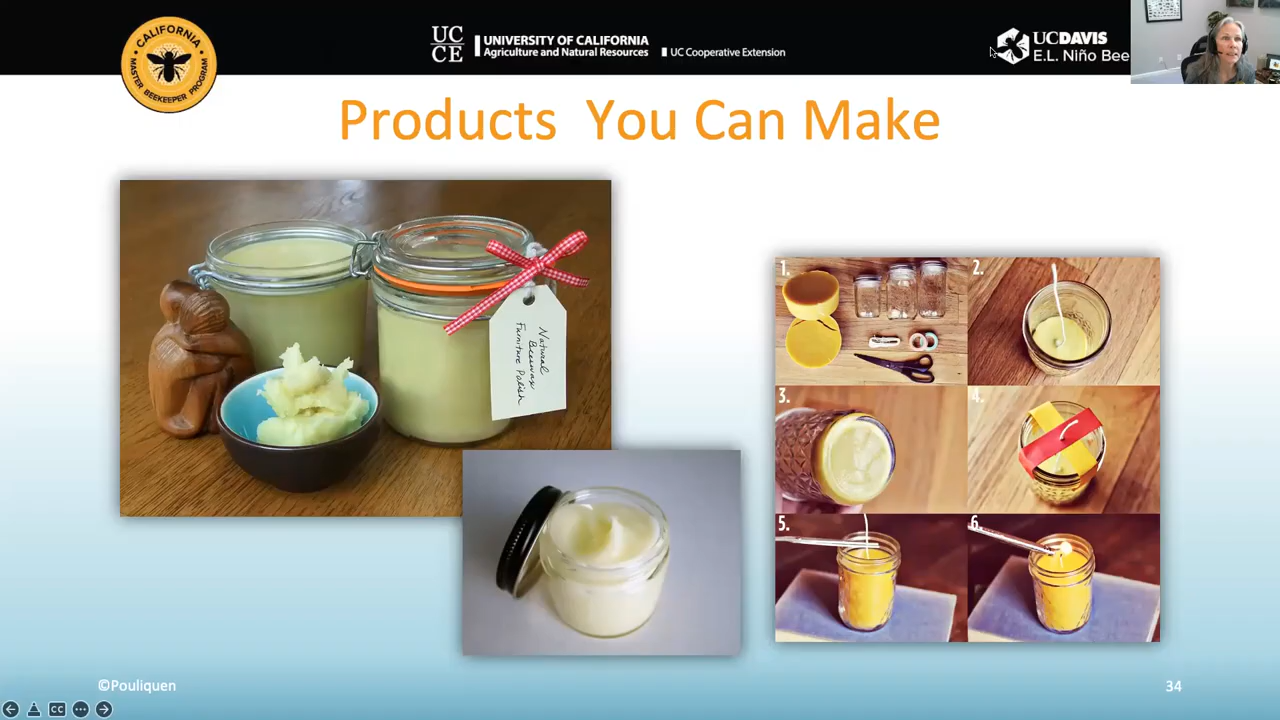 CALIFORNIA
MASTER BEEKEEPER PROGRAM
UC
CE
UNIVERSITY OF CALIFORNIA
Agriculture and Natural Resources
UC Cooperative Extension
UCDAVIS
E.L. Niño Bee
Products You Can Make
Natural
Beeswax
Furniture Polish
1.
2.
3.
4.
5.
6.
©Pouliquen
34
CC